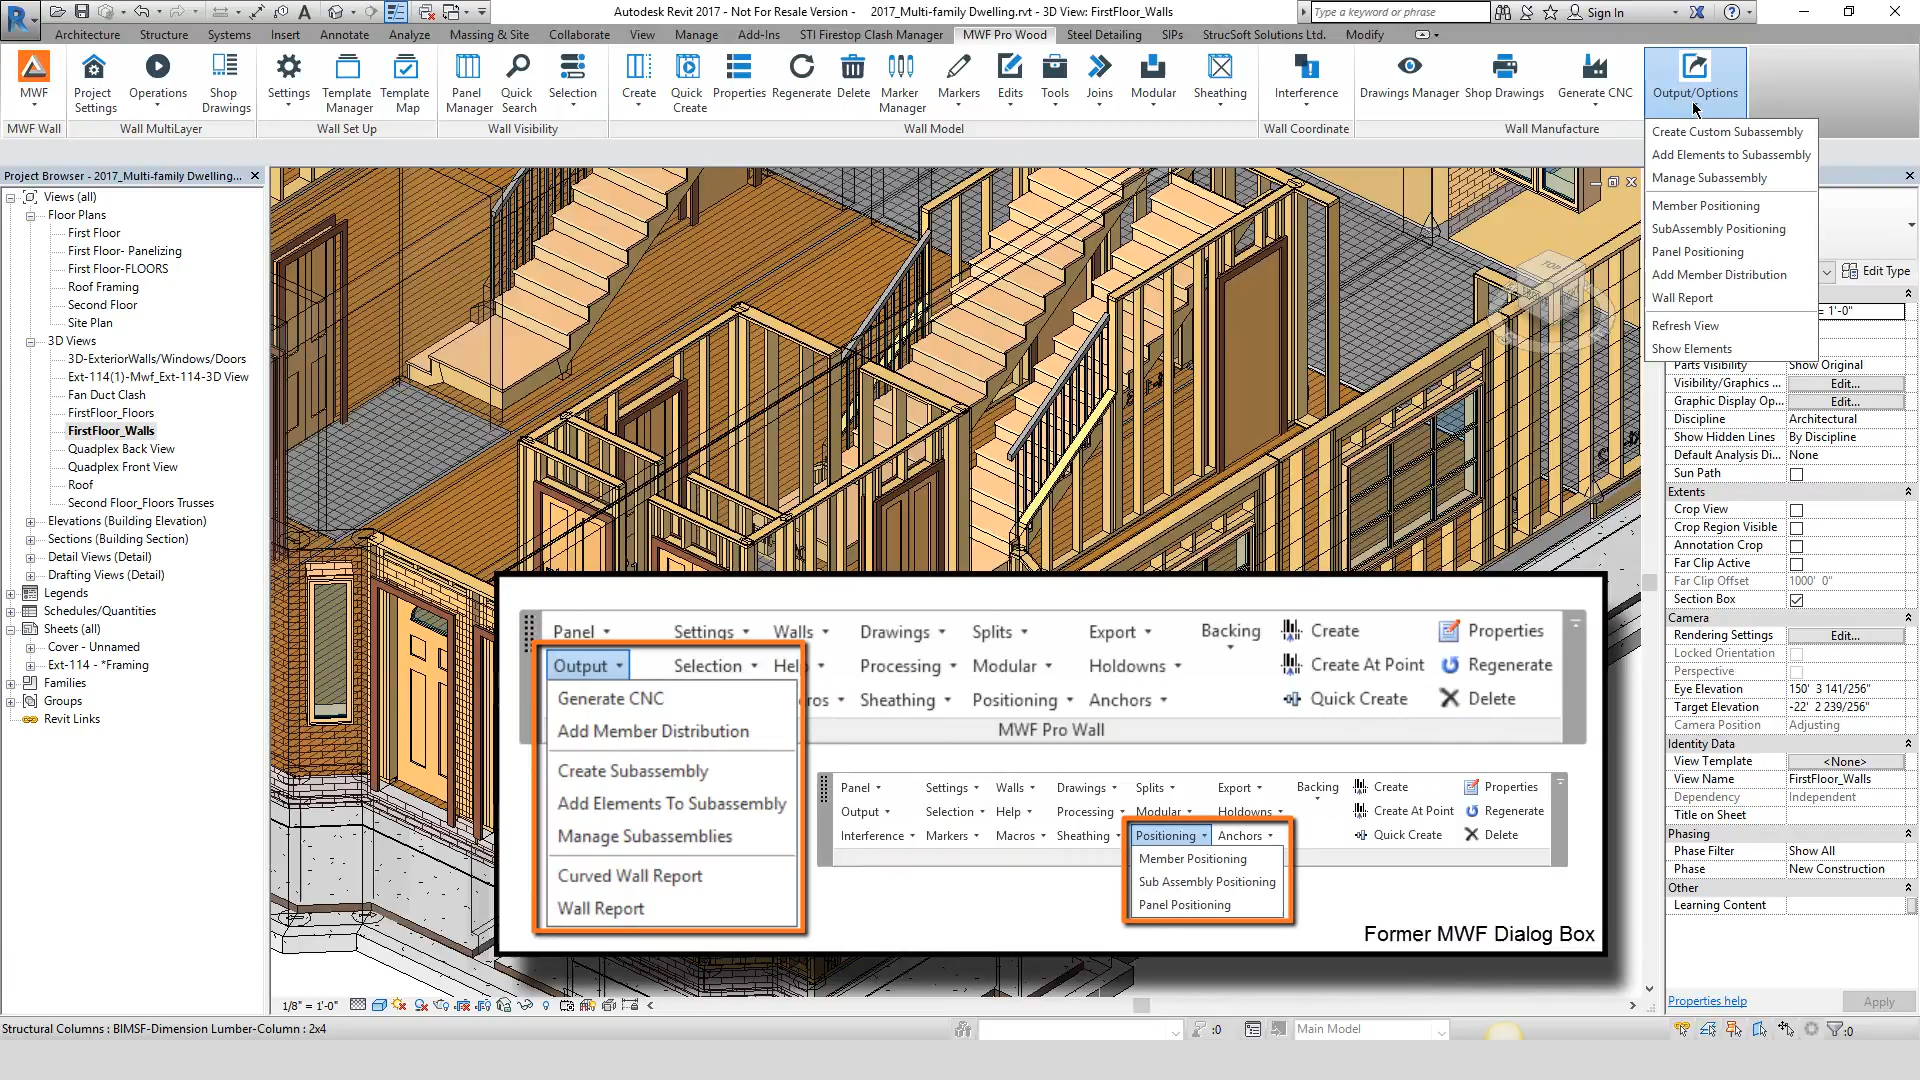 Autodesk Revit 2017 - Not For Resale Version - 2017_Multi-family Dwelling.rvt - 3D View: FirstFloor_Walls
Type a keyword or phrase
Sign In
Architecture Structure Systems Insert Annotate Analyze Massing & Site Collaborate View Manage Add-Ins STI Firestop Clash Manager MWF Pro Wood Steel Detailing SIPs StrucSoft Solutions Ltd. Modify
MWF
Project Settings
Operations
Shop Drawings
Settings
Template Manager
Template Map
Panel Manager
Quick Search
Selection
Create
Quick Create
Properties
Regenerate
Delete
Marker Manager
Markers
Edits
Tools
Joins
Modular
Sheathing
Interference
Drawings Manager
Shop Drawings
Generate CNC
Output/Options
MWF Wall
Wall MultiLayer
Wall Set Up
Wall Visibility
Wall Model
Wall Coordinate
Wall Manufacture
Create Custom Subassembly
Add Elements to Subassembly
Manage Subassembly
Member Positioning
SubAssembly Positioning
Panel Positioning
Add Member Distribution
Wall Report
Refresh View
Show Elements
Project Browser - 2017_Multi-family Dwelling...
Views (all)
Floor Plans
First Floor
First Floor- Panelizing
First Floor-FLOORS
Roof Framing
Second Floor
Site Plan
3D Views
3D-ExteriorWalls/Windows/Doors
Ext-114(1)-Mwf_Ext-114-3D View
Fan Duct Clash
FirstFloor_Floors
FirstFloor_Walls
Quadplex Back View
Quadplex Front View
Roof
Second Floor_Floors Trusses
Elevations (Building Elevation)
Sections (Building Section)
Detail Views (Detail)
Drafting Views (Detail)
Legends
Schedules/Quantities
Sheets (all)
Cover - Unnamed
Ext-114 - *Framing
Families
Groups
Revit Links
TOP
Edit Type
= 1'-0"
Parts Visibility Show Original
Visibility/Graphics ... Edit...
Graphic Display Op... Edit...
Discipline Architectural
Show Hidden Lines By Discipline
Default Analysis Di... None
Sun Path
Extents
Crop View
Crop Region Visible
Annotation Crop
Far Clip Active
Far Clip Offset 1000' 0"
Section Box
Camera
Rendering Settings Edit...
Locked Orientation
Perspective
Eye Elevation 150' 3 141/256"
Target Elevation -22' 2 239/256"
Camera Position Adjusting
Identity Data
View Template <None>
View Name FirstFloor_Walls
Dependency Independent
Title on Sheet
Phasing
Phase Filter Show All
Phase New Construction
Other
Learning Content
Properties help
Apply
Panel Settings Walls Drawings Splits Export Backing Create Properties
Output Selection Help Processing Modular Holdowns Create At Point Regenerate
ros Sheathing Positioning Anchors Quick Create Delete
MWF Pro Wall
Generate CNC
Add Member Distribution
Create Subassembly
Add Elements To Subassembly
Manage Subassemblies
Curved Wall Report
Wall Report
Panel Settings Walls Drawings Splits Export Backing Create Properties
Output Selection Help Processing Modular Holdowns Create At Point Regenerate
Interference Markers Macros Sheathing Positioning Anchors Quick Create Delete
Member Positioning
Sub Assembly Positioning
Panel Positioning
Former MWF Dialog Box
1/8" = 1'-0"
Structural Columns : BIMSF-Dimension Lumber-Column : 2x4
:0
Main Model
:0